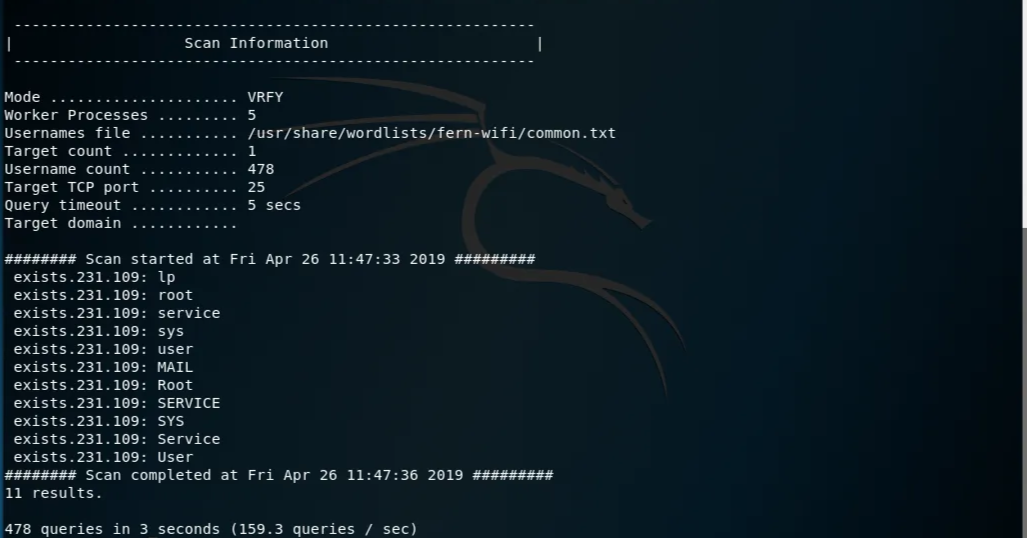 -----------------------------------------------------------
| Scan Information |
-----------------------------------------------------------
Mode ..................... VRFY
Worker Processes ......... 5
Usernames file ........... /usr/share/wordlists/fern-wifi/common.txt
Target count ............. 1
Username count ........... 478
Target TCP port .......... 25
Query timeout ............ 5 secs
Target domain ............
######## Scan started at Fri Apr 26 11:47:33 2019 #########
exists.231.109: lp
exists.231.109: root
exists.231.109: service
exists.231.109: sys
exists.231.109: user
exists.231.109: MAIL
exists.231.109: Root
exists.231.109: SERVICE
exists.231.109: SYS
exists.231.109: Service
exists.231.109: User
######## Scan completed at Fri Apr 26 11:47:36 2019 #########
11 results.
478 queries in 3 seconds (159.3 queries / sec)